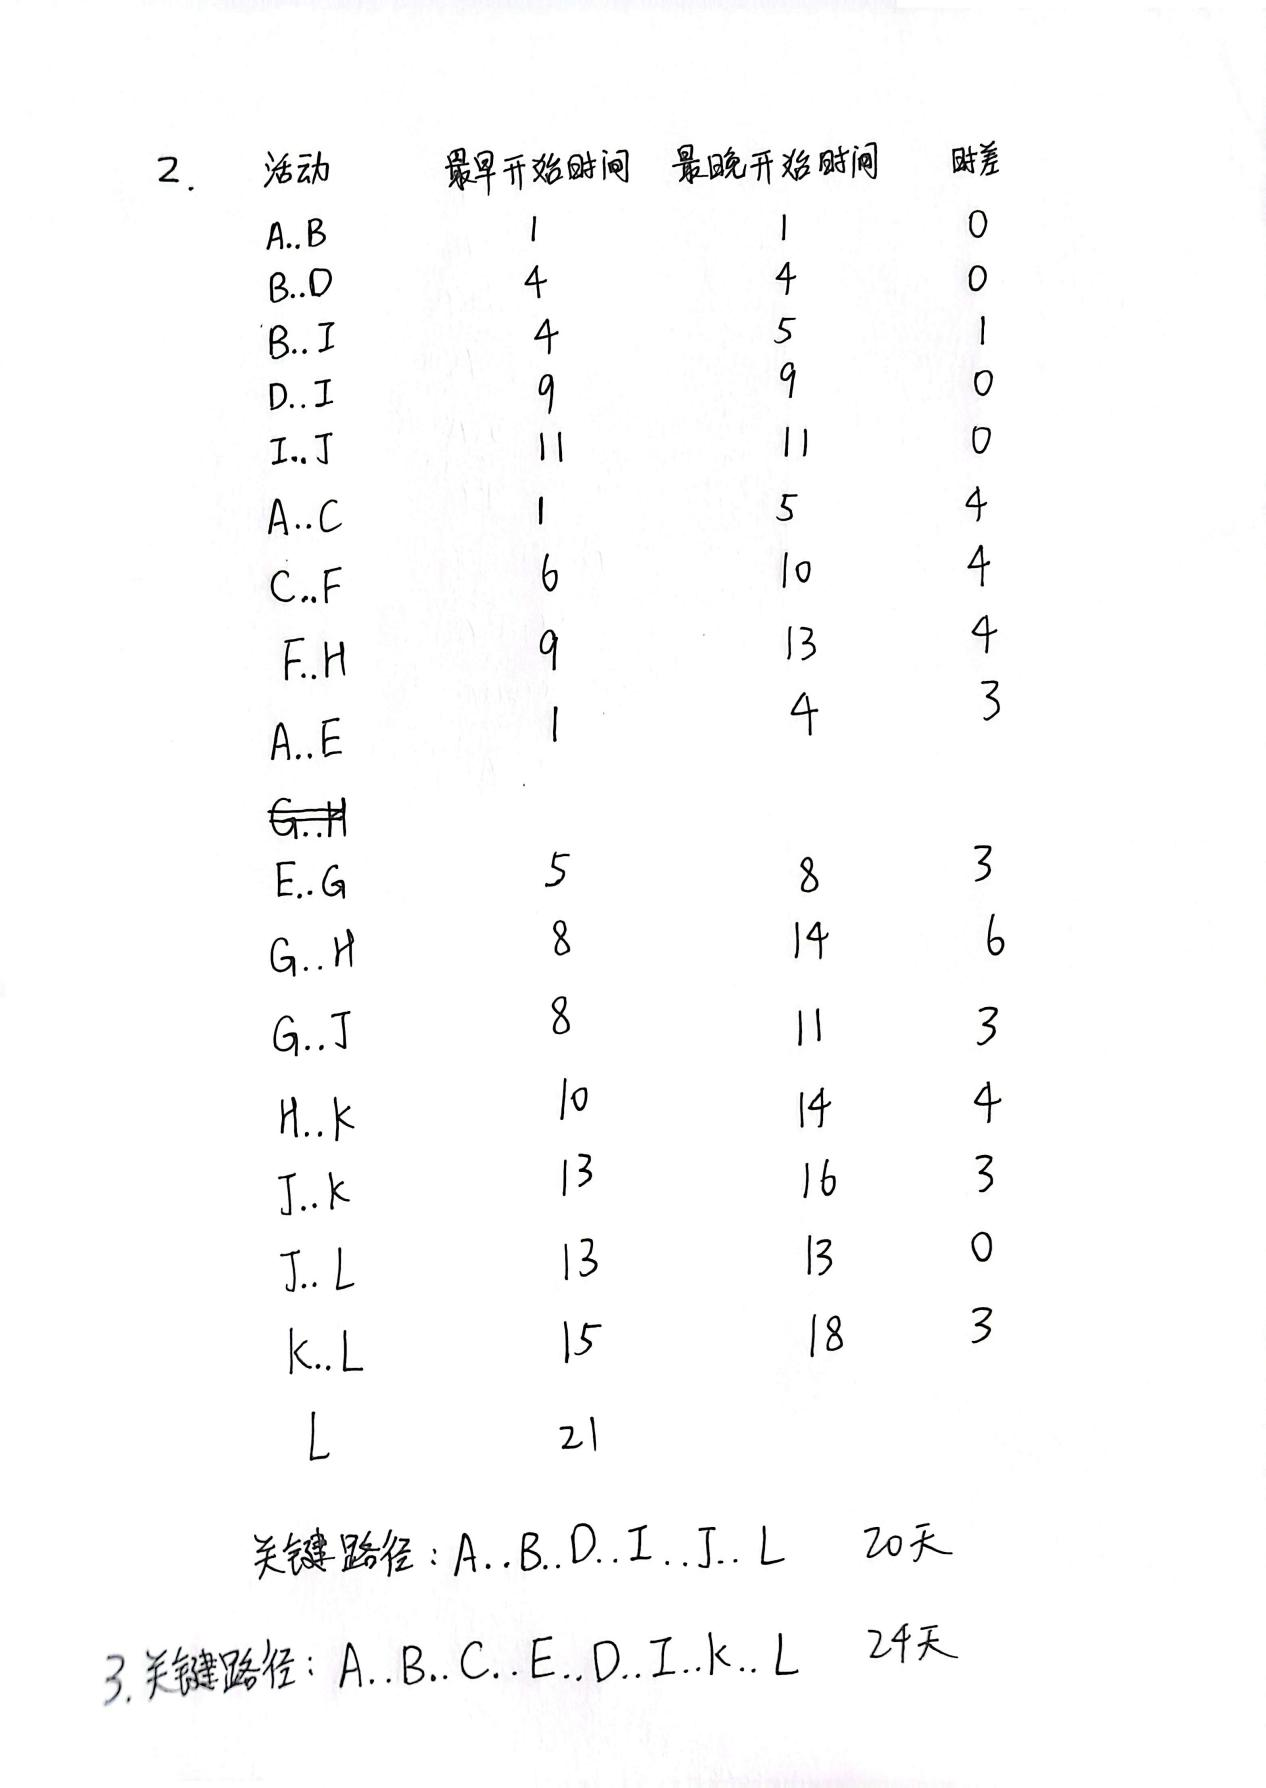 2. 活动 最早开始时间 最晚开始时间 时差
A..B 1 1 0
B..D 4 4 0
B..I 4 5 1
D..I 9 9 0
I..J 11 11 0
A..C 1 5 4
C..F 6 10 4
F..H 9 13 4
A..E 1 4 3
G..H
E..G 5 8 3
G..H 8 14 6
G..J 8 11 3
H..K 10 14 4
J..K 13 16 3
J..L 13 13 0
K..L 15 18 3
L 21
关键路径：A..B..D..I..J..L 20天
3.关键路径：A..B..C..E..D..I..K..L 24天